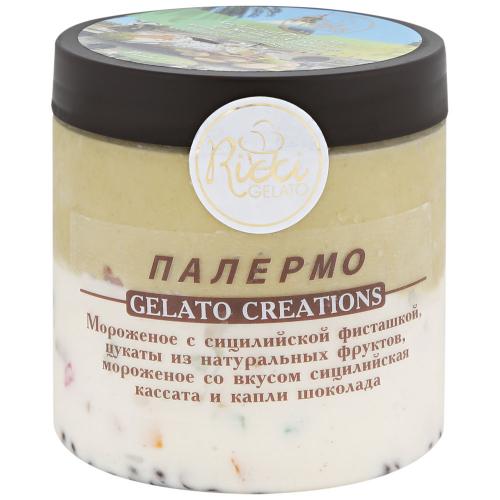 Ricci
GELATO
ПАЛЕРМО
GELATO CREATIONS
Мороженое с сицилийской фисташкой,
цукаты из натуральных фруктов,
мороженое со вкусом сицилийская
кассата и капли шоколада